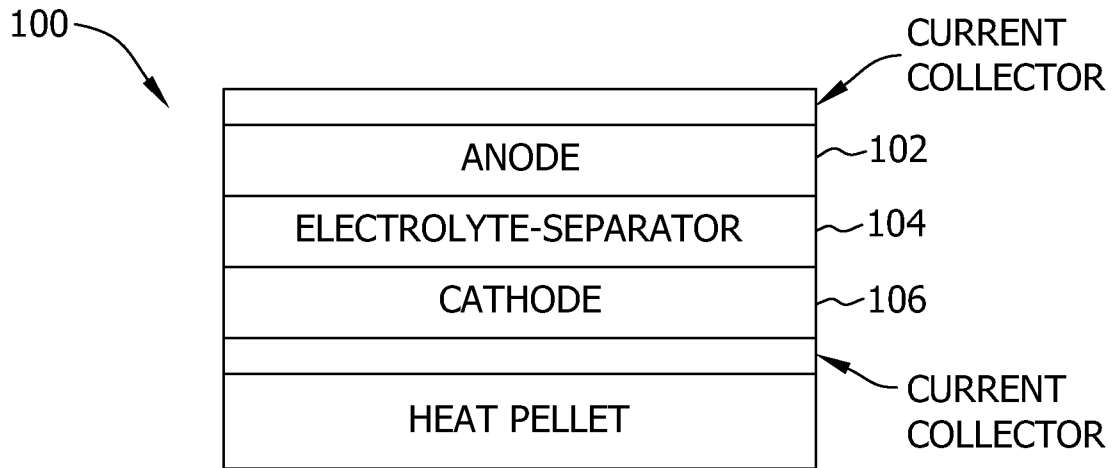 100
CURRENT
COLLECTOR
ANODE
102
ELECTROLYTE-SEPARATOR
104
CATHODE
106
HEAT PELLET
CURRENT
COLLECTOR